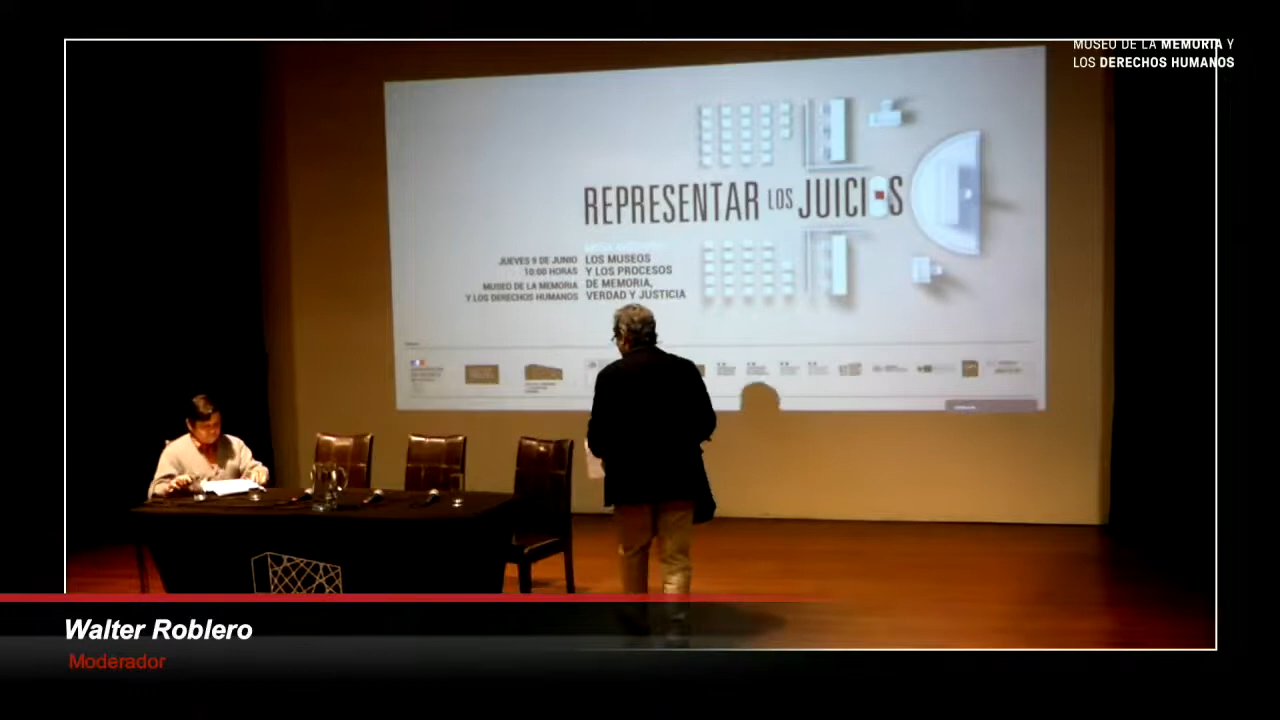 MUSEO DE LA MEMORIA Y
LOS DERECHOS HUMANOS
REPRESENTAR LOS JUICIOS
JUEVES 9 DE JUNIO
10:00 HORAS
MUSEO DE LA MEMORIA
Y LOS DERECHOS HUMANOS
LOS MUSEOS
Y LOS PROCESOS
DE MEMORIA,
VERDAD Y JUSTICIA
Walter Roblero
Moderador